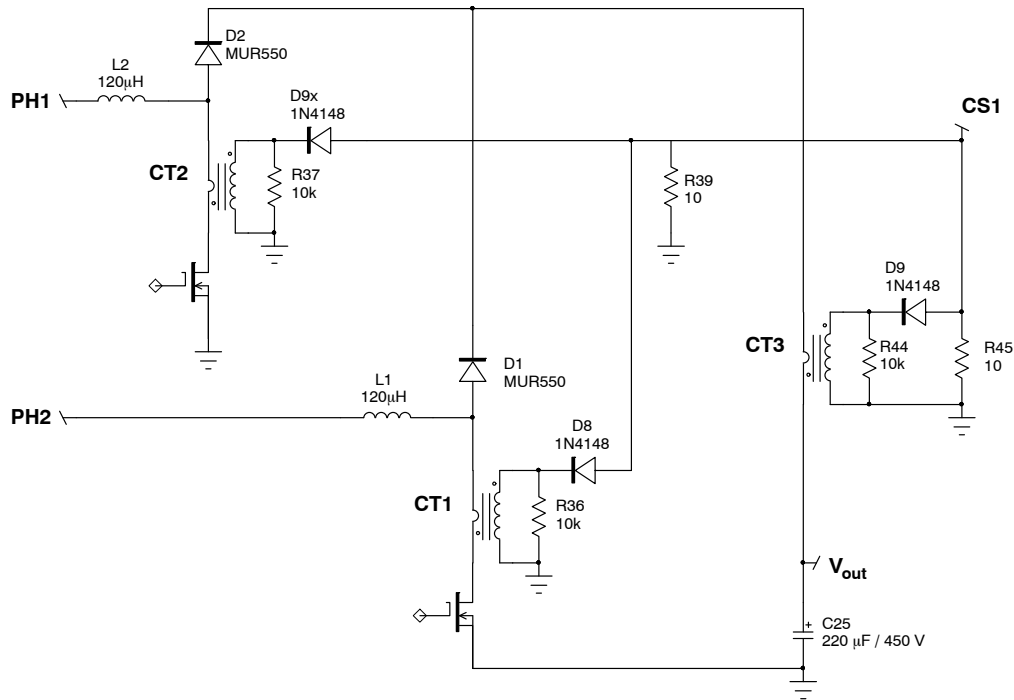 D2
MUR550
L2
120μH
PH1
D9x
1N4148
CS1
CT2
R37
10k
R39
10
D9
1N4148
CT3
R44
10k
R45
10
D1
MUR550
L1
120μH
PH2
D8
1N4148
CT1
R36
10k
Vout
+
C25
220 μF / 450 V